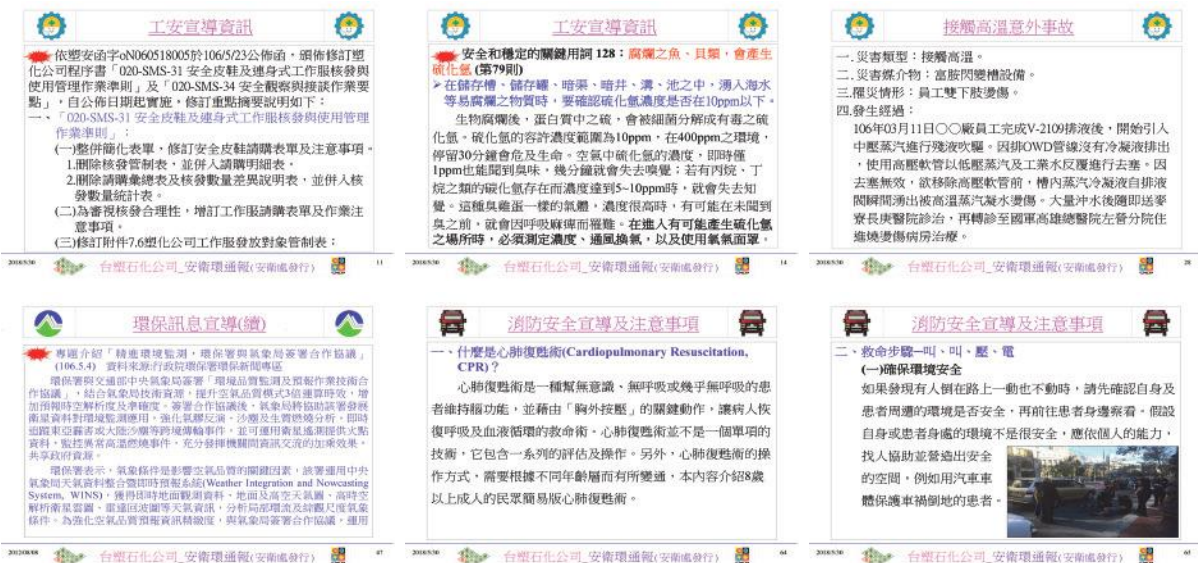 工安宣導資訊
依塑安函字oN060518005於106/5/23公佈函,頒佈修訂塑
化公司程序書「020-SMS-31 安全皮鞋及連身式工作服核發與
使用管理作業準則」及「020-SMS-34 安全觀察與接談作業要
點」,自公佈日期起實施,修訂重點摘要說明如下:
一、「020-SMS-31 安全皮鞋及連身式工作服核發與使用管理
作業準則」:
(一)整併簡化表單,修訂安全皮鞋請購表單及注意事項。
1.刪除核發管制表,並併入請購明細表。
2.刪除請購彙總表及核發數量差異說明表,並併入核
發數量統計表。
(二)為審視核發合理性,增訂工作服請購表單及作業注
意事項。
(三)修訂附件7.6塑化公司工作服發放對象管制表:
2018/5/30
台塑石化公司_安衛環通報(安衛處發行)
11
工安宣導資訊
安全和穩定的關鍵用詞 128:腐爛之魚、貝類,會產生
硫化氫 (第79則)
➢在儲存槽、儲存罐、暗渠、暗井、溝、池之中,湧入海水
等易腐爛之物質時,要確認硫化氫濃度是否在10ppm以下。
生物腐爛後,蛋白質中之硫,會被細菌分解成有毒之硫
化氫。硫化氫的容許濃度範圍為10ppm,在400ppm之環境,
停留30分鐘會危及生命。空氣中硫化氫的濃度,即時僅
1ppm也能聞到臭味,幾分鐘就會失去嗅覺;若有丙烷、丁
烷之類的碳化氫存在而濃度達到5~10ppm時,就會失去知
覺。這種臭雞蛋一樣的氣體,濃度很高時,有可能在未聞到
臭之前,就會因呼吸麻痺而罹難。在進入有可能產生硫化氫
之場所時,必須測定濃度、通風換氣,以及使用氧氣面罩。
2018/5/30
台塑石化公司_安衛環通報(安衛處發行)
14
接觸高溫意外事故
一.災害類型:接觸高溫。
二.災害媒介物:富胺閃變槽設備。
三.罹災情形:員工雙下肢燙傷。
四.發生經過:
106年03月11日○○廠員工完成V-2109排液後,開始引入
中壓蒸汽進行殘液吹驅。因排OWD管線沒有冷凝液排出
,使用高壓軟管以低壓蒸汽及工業水反覆進行去塞。因
去塞無效,欲移除高壓軟管前,槽內蒸汽冷凝液自排液
閥瞬間湧出被高溫蒸汽凝水燙傷。大量沖水後隨即送麥
寮長庚醫院診治,再轉診至國軍高雄總醫院左營分院住
進燒燙傷病房治療。
2018/5/30
台塑石化公司_安衛環通報(安衛處發行)
28
環保訊息宣導(續)
專題介紹「精進環境監測,環保署與氣象局簽署合作協議」
(106.5.4) 資料來源:行政院環保署環保新聞專區
環保署與交通部中央氣象局簽署「環境品質監測及預報作業技術合
作協議」,結合氣象局技術資源,提升空氣品質模式3倍運算時效,增
加預報時空解析度及準確度。簽署合作協議後,氣象局將協助該署發展
衛星資料對環境監測應用,強化氣膠反演、沙塵及生質燃燒分析,即時
追蹤東亞霾害或大陸沙塵等跨境傳輸事件,並可運用衛星遙測提供火點
資料,監控異常高溫燃燒事件,充分發揮機關間資訊交流的加乘效果,
共享政府資源。
環保署表示,氣象條件是影響空氣品質的關鍵因素,該署運用中央
氣象局天氣資料整合暨即時預報系統(Weather Integration and Nowcasting
System, WINS),獲得即時地面觀測資料、地面及高空天氣圖、高時空
解析衛星雲圖、雷達回波圖等天氣資訊,分析局部環流及綜觀尺度氣象
條件。為強化空氣品質預報資訊精緻度,與氣象局簽署合作協議,運用
台塑石化公司_安衛環通報(安衛處發行)
47
消防安全宣導及注意事項
一、什麼是心肺復甦術(Cardiopulmonary Resuscitation,
CPR)?
心肺復甦術是一種幫無意識、無呼吸或幾乎無呼吸的患
者維持腦功能,並藉由「胸外按壓」的關鍵動作,讓病人恢
復呼吸及血液循環的救命術。心肺復甦術並不是一個單項的
技術,它包含一系列的評估及操作。另外,心肺復甦術的操
作方式,需要根據不同年齡層而有所變通,本內容介紹8歲
以上成人的民眾簡易版心肺復甦術。
2018/5/30
台塑石化公司_安衛環通報(安衛處發行)
64
消防安全宣導及注意事項
二、救命步驟─叫、叫、壓、電
(一)確保環境安全
如果發現有人倒在路上一動也不動時,請先確認自身及
患者周遭的環境是否安全,再前往患者身邊察看。假設
自身或患者身處的環境不是很安全,應依個人的能力,
找人協助並營造出安全
的空間,例如用汽車車
體保護車禍倒地的患者。
2018/5/30
台塑石化公司_安衛環通報(安衛處發行)
65